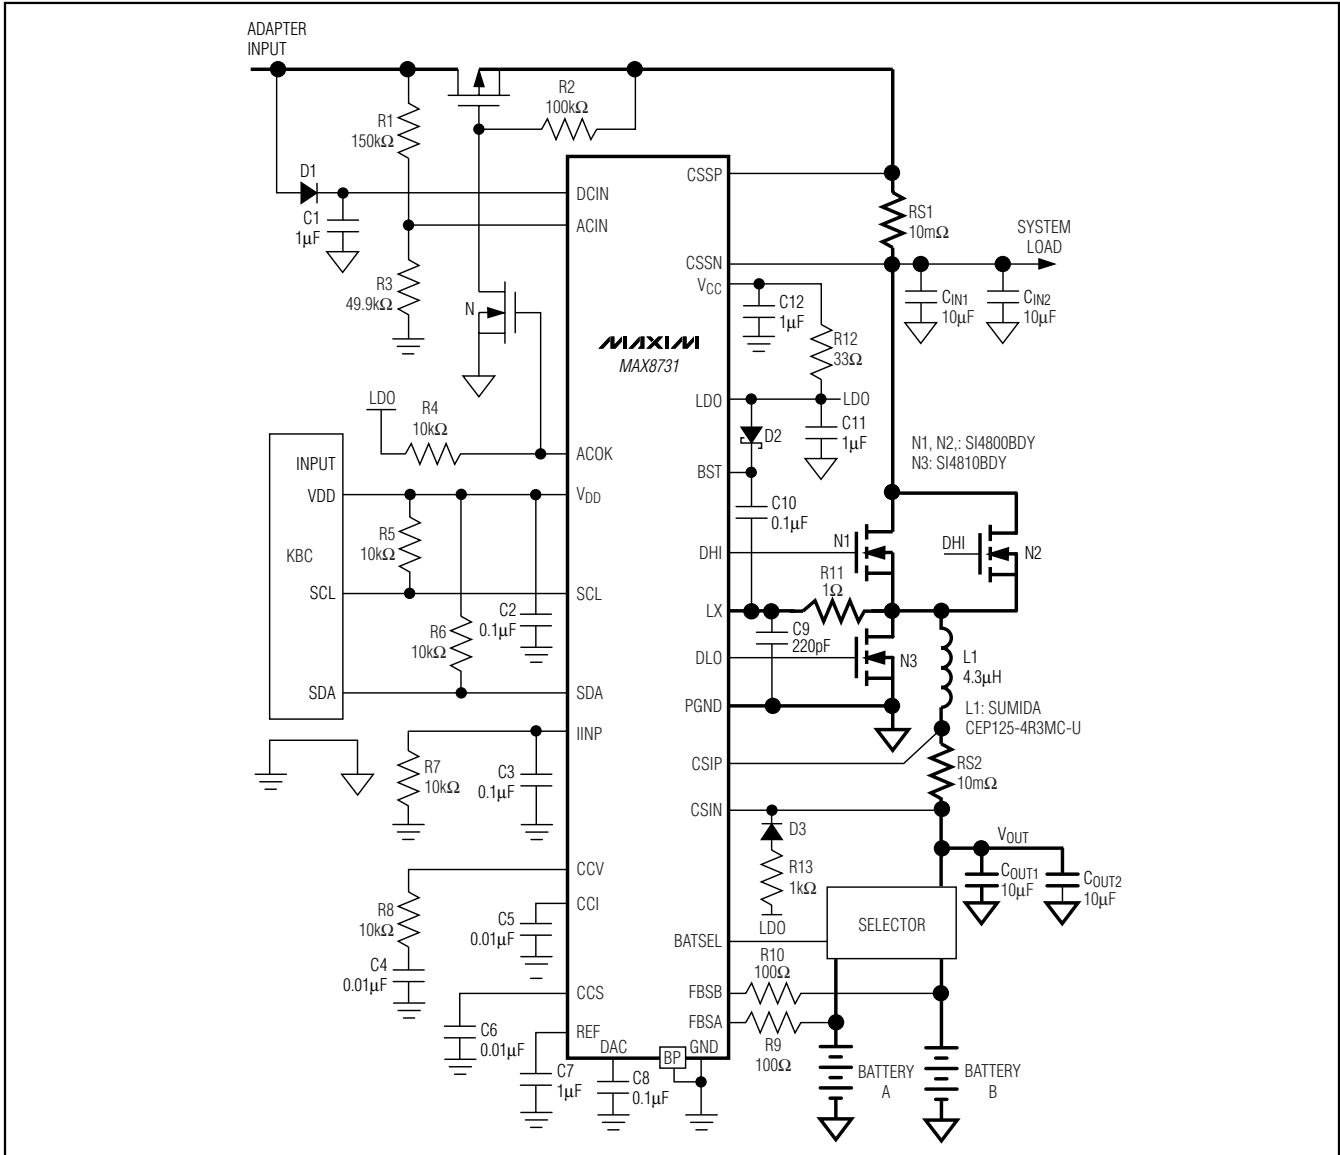 ADAPTER
INPUT
R1
150kΩ
R2
100kΩ
D1
C1
1µF
R3
49.9kΩ
N
LDO
R4
10kΩ
INPUT
VDD
KBC
SCL
SDA
R5
10kΩ
R6
10kΩ
C2
0.1µF
R7
10kΩ
C3
0.1µF
R8
10kΩ
C4
0.01µF
C5
0.01µF
C6
0.01µF
C7
1µF
C8
0.1µF
DCIN
ACIN
ACOK
VDD
SCL
SDA
IINP
CCV
CCI
CCS
REF
DAC
BP
GND
MAXIM
MAX8731
CSSP
CSSN
VCC
LDO
BST
DHI
LX
DLO
PGND
CSIP
CSIN
BATSEL
FBSB
FBSA
RS1
10mΩ
SYSTEM
LOAD
CIN1
10µF
CIN2
10µF
C12
1µF
R12
33Ω
LDO
C11
1µF
D2
C10
0.1µF
N1, N2,: SI4800BDY
N3: SI4810BDY
N1
DHI
N2
R11
1Ω
C9
220pF
N3
L1
4.3µH
L1: SUMIDA
CEP125-4R3MC-U
RS2
10mΩ
D3
R13
1kΩ
LDO
VOUT
COUT1
10µF
COUT2
10µF
SELECTOR
R10
100Ω
R9
100Ω
BATTERY
A
BATTERY
B